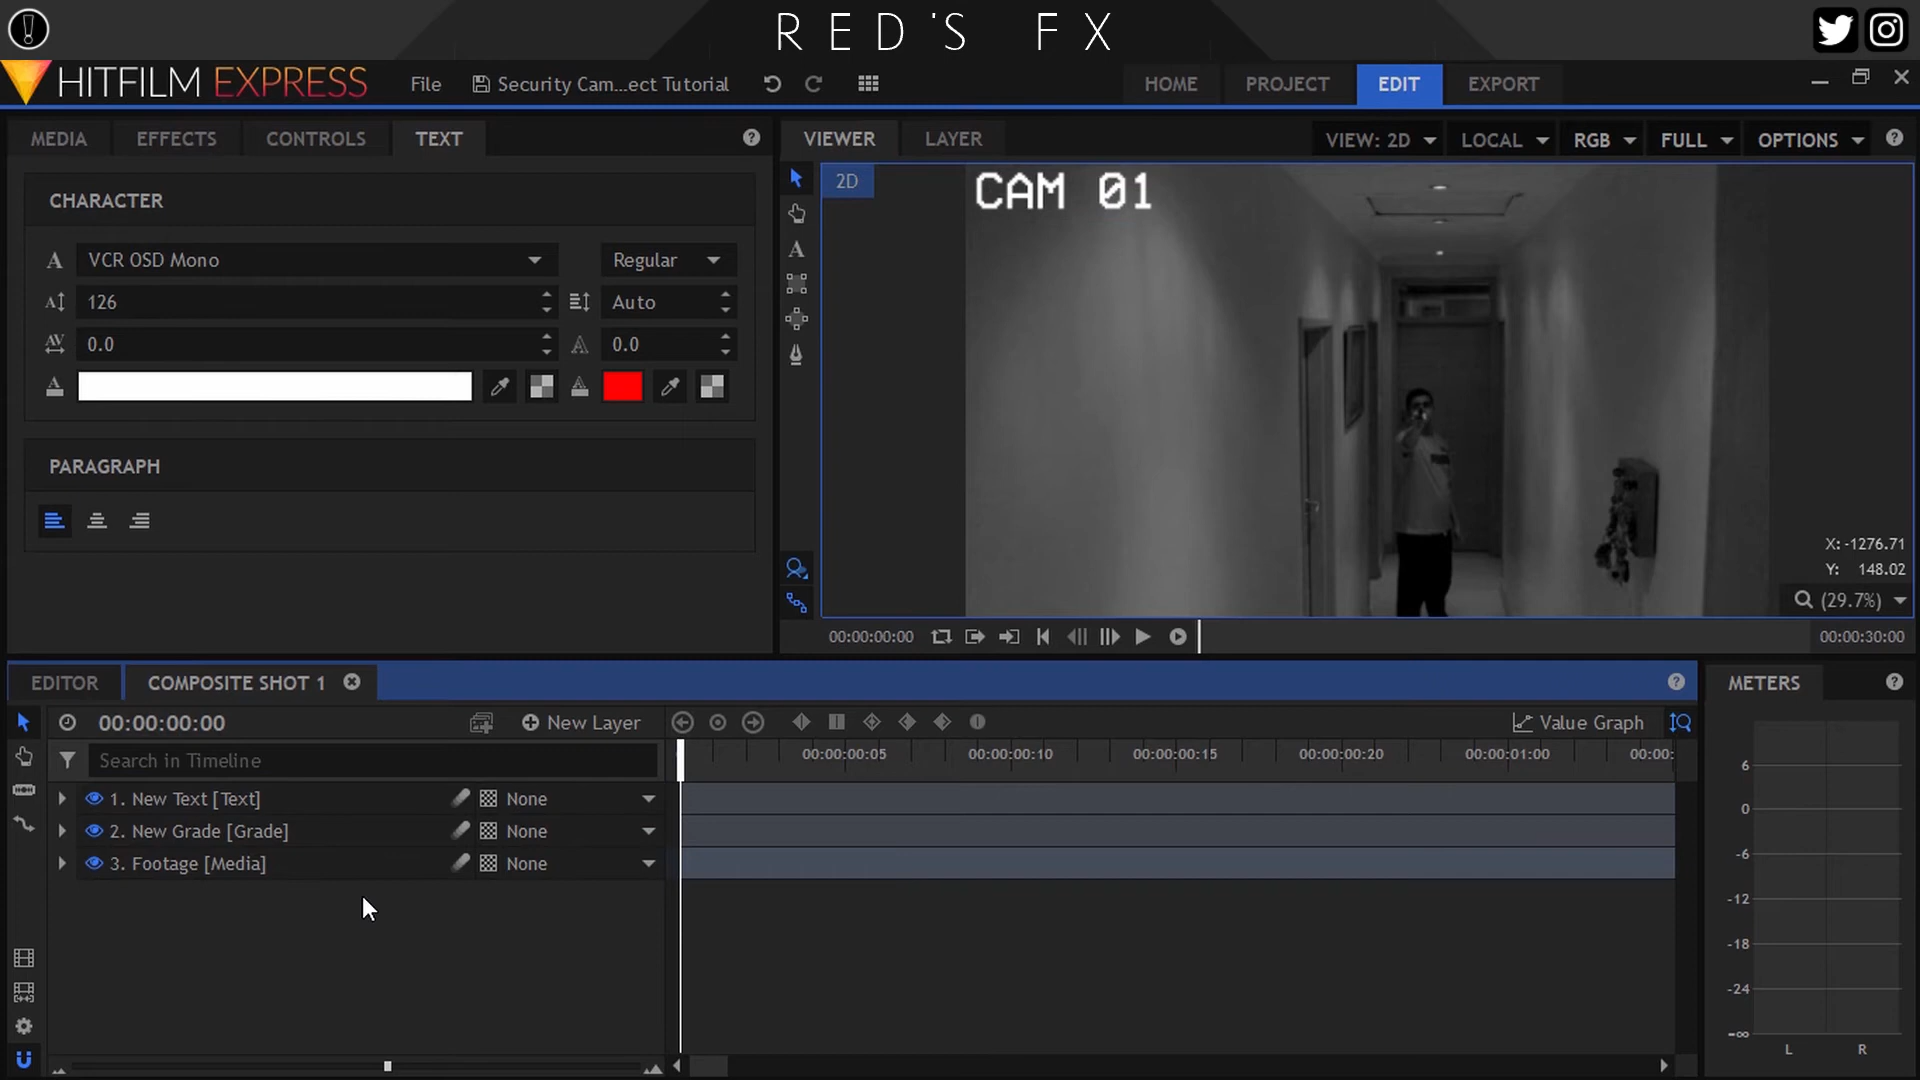 RED'S FX
HITFILM EXPRESS
File
Security Cam...ect Tutorial
HOME
PROJECT
EDIT
EXPORT
MEDIA
EFFECTS
CONTROLS
TEXT
VIEWER
LAYER
VIEW: 2D
LOCAL
RGB
FULL
OPTIONS
CHARACTER
VCR OSD Mono
Regular
126
Auto
0.0
0.0
PARAGRAPH
2D
CAM 01
X: -1276.71
Y: 148.02
(29.7%)
00:00:00:00
00:00:30:00
EDITOR
COMPOSITE SHOT 1
METERS
00:00:00:00
New Layer
Value Graph
Search in Timeline
00:00:00:05
00:00:00:10
00:00:00:15
00:00:00:20
00:00:01:00
00:00:
1. New Text [Text]
None
2. New Grade [Grade]
None
3. Footage [Media]
None
6
0
-6
-12
-18
-24
-∞
L
R